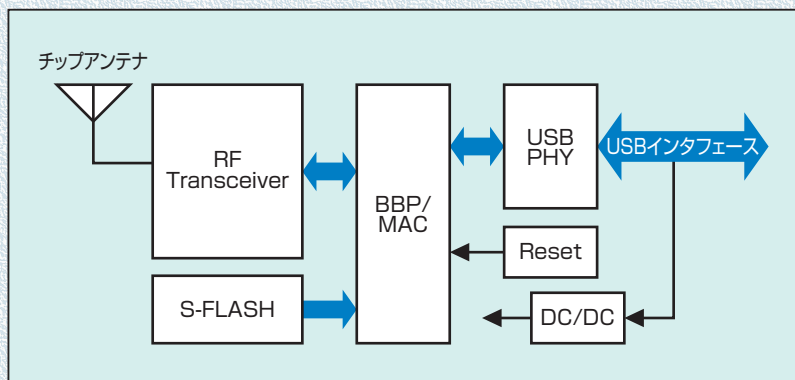 チップアンテナ
RF
Transceiver
BBP/
MAC
USB
PHY
USBインタフェース
Reset
S-FLASH
DC/DC